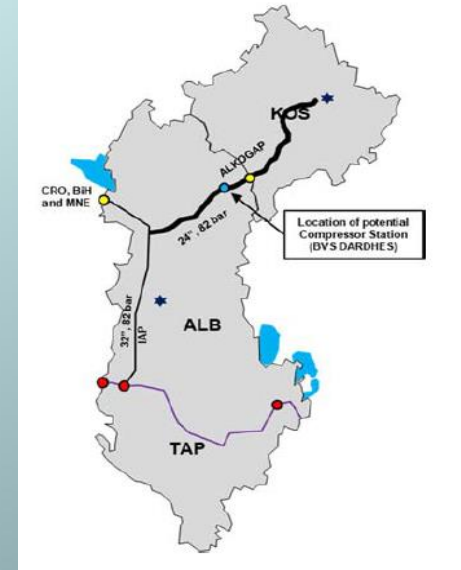 KOS
ALKOGAP
CRO, BiH
and MNE
24", 82 bar
Location of potential
Compressor Station
(BVS DARDHES)
32", 82 bar
IAP
ALB
TAP